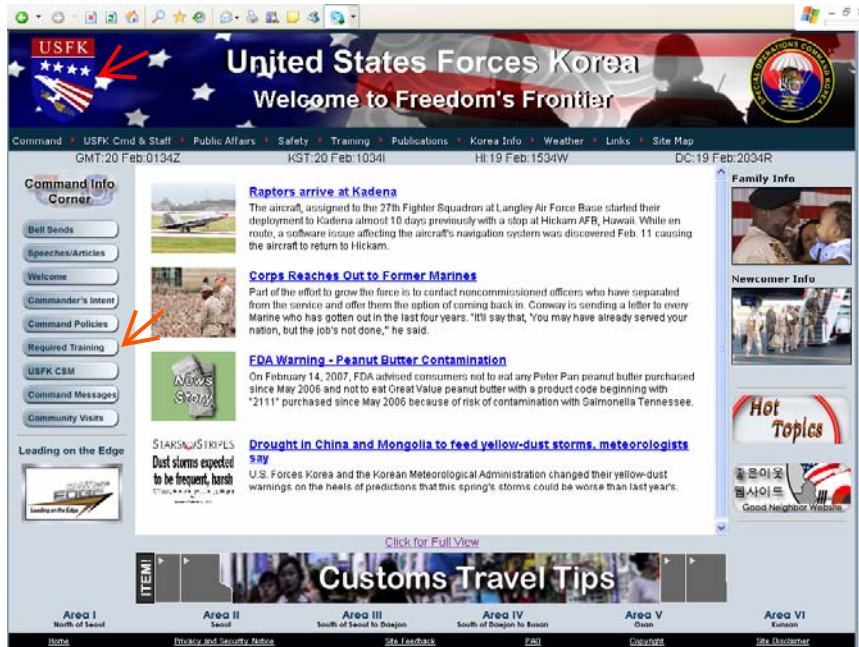 USFK
United States Forces Korea
Welcome to Freedom's Frontier
SPECIAL OPERATIONS COMMAND KOREA
Command USFK Cmd & Staff Public Affairs Safety Training Publications Korea Info Weather Links Site Map
GMT:20 Feb:0134Z KST:20 Feb:1034I HI:19 Feb:1534W DC:19 Feb:2034R
Command Info
Corner
Bell Sends
Speeches/Articles
Welcome
Commander's Intent
Command Policies
Required Training
USFK CSM
Command Messages
Community Visits
Leading on the Edge
EDGE
Leading on the Edge
Raptors arrive at Kadena
The aircraft, assigned to the 27th Fighter Squadron at Langley Air Force Base started their
deployment to Kadena almost 10 days previously with a stop at Hickam AFB, Hawaii. While en
route, a software issue affecting the aircraft's navigation system was discovered Feb. 11 causing
the aircraft to return to Hickam.
Corps Reaches Out to Former Marines
Part of the effort to grow the force is to contact noncommissioned officers who have separated
from the service and offer them the option of coming back in. Conway is sending a letter to every
Marine who has gotten out in the last four years. "It'll say that, 'You may have already served your
nation, but the job's not done," he said.
News
Story
FDA Warning - Peanut Butter Contamination
On February 14, 2007, FDA advised consumers not to eat any Peter Pan peanut butter purchased
since May 2006 and not to eat Great Value peanut butter with a product code beginning with
"2111" purchased since May 2006 because of risk of contamination with Salmonella Tennessee.
STARS STRIPES
Dust storms expected
to be frequent, harsh
Drought in China and Mongolia to feed yellow-dust storms, meteorologists
say
U.S. Forces Korea and the Korean Meteorological Administration changed their yellow-dust
warnings on the heels of predictions that this spring's storms could be worse than last year's.
Family Info
Newcomer Info
Hot
Topics
좋은이웃
웹사이트
Good Neighbor Website
Click for Full View
ITEM!
Customs Travel Tips
Area I Area II Area III Area IV Area V Area VI
North of Seoul Seoul South of Seoul to Daejon South of Daejon to Busan Osan Kunsan
Home Privacy and Security Notice Site Feedback FAQ Copyright Site Disclaimer